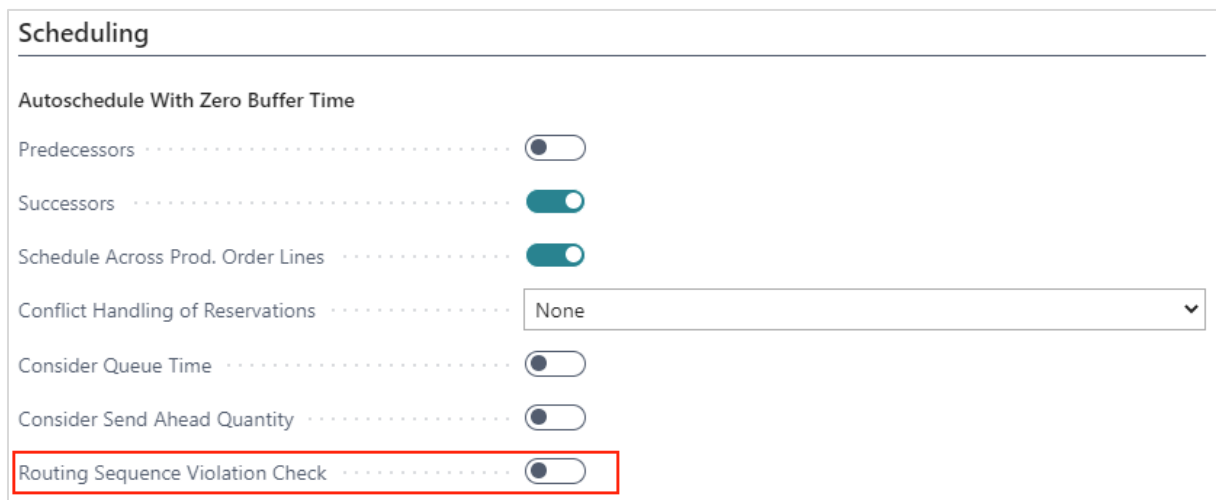 Scheduling
Autoschedule With Zero Buffer Time
Predecessors
Successors
Schedule Across Prod. Order Lines
Conflict Handling of Reservations None
Consider Queue Time
Consider Send Ahead Quantity
Routing Sequence Violation Check